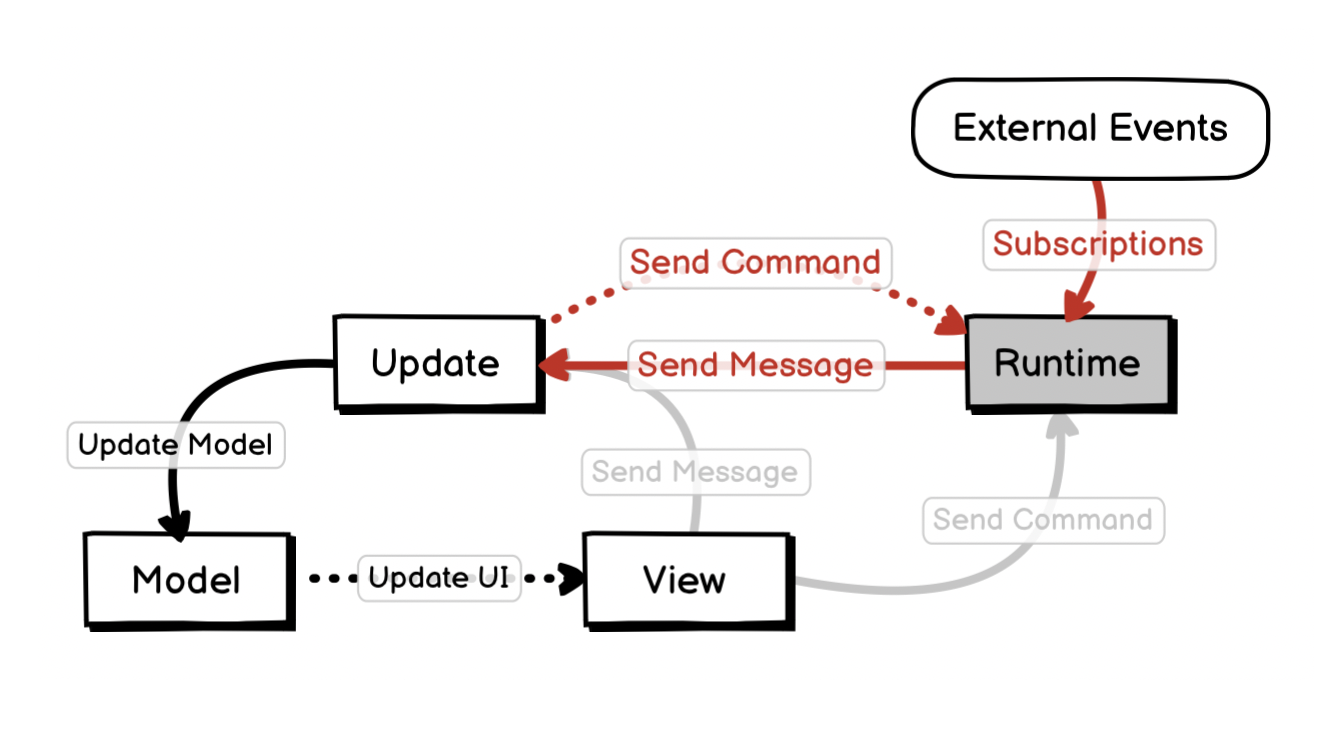 External Events
Subscriptions
Send Command
Update
Send Message
Runtime
Update Model
Send Message
Send Command
Model
Update UI
View